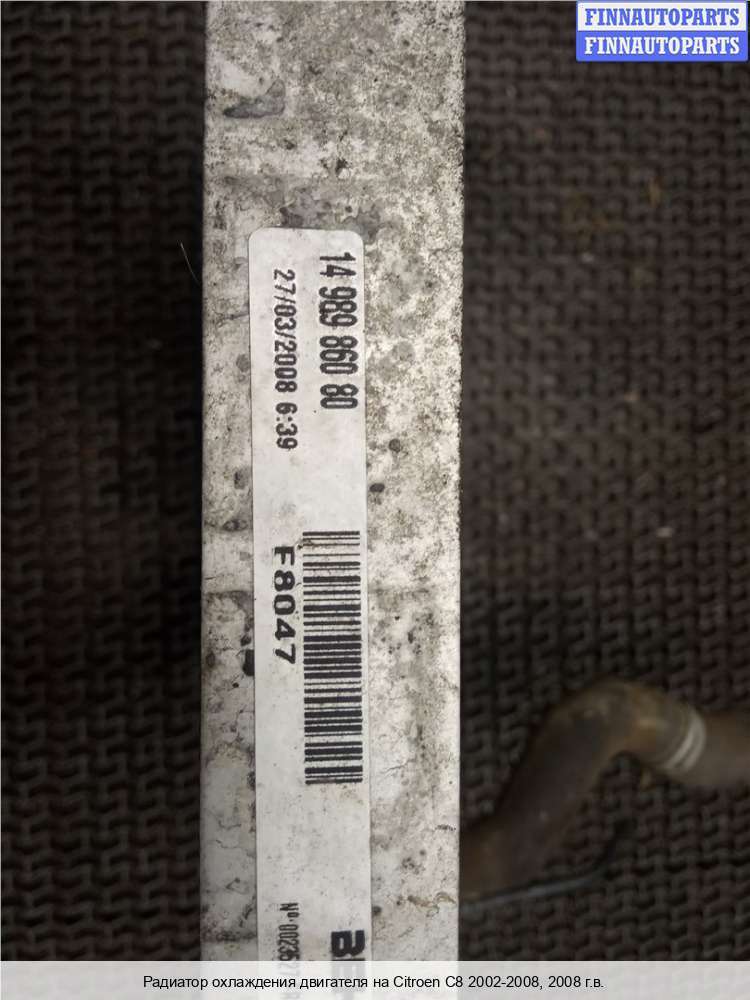 FINNAUTOPARTS
FINNAUTOPARTS
14 989 860 80
27/03/2008 6:39
F8047
Радиатор охлаждения двигателя на Citroen C8 2002-2008, 2008 г.в.